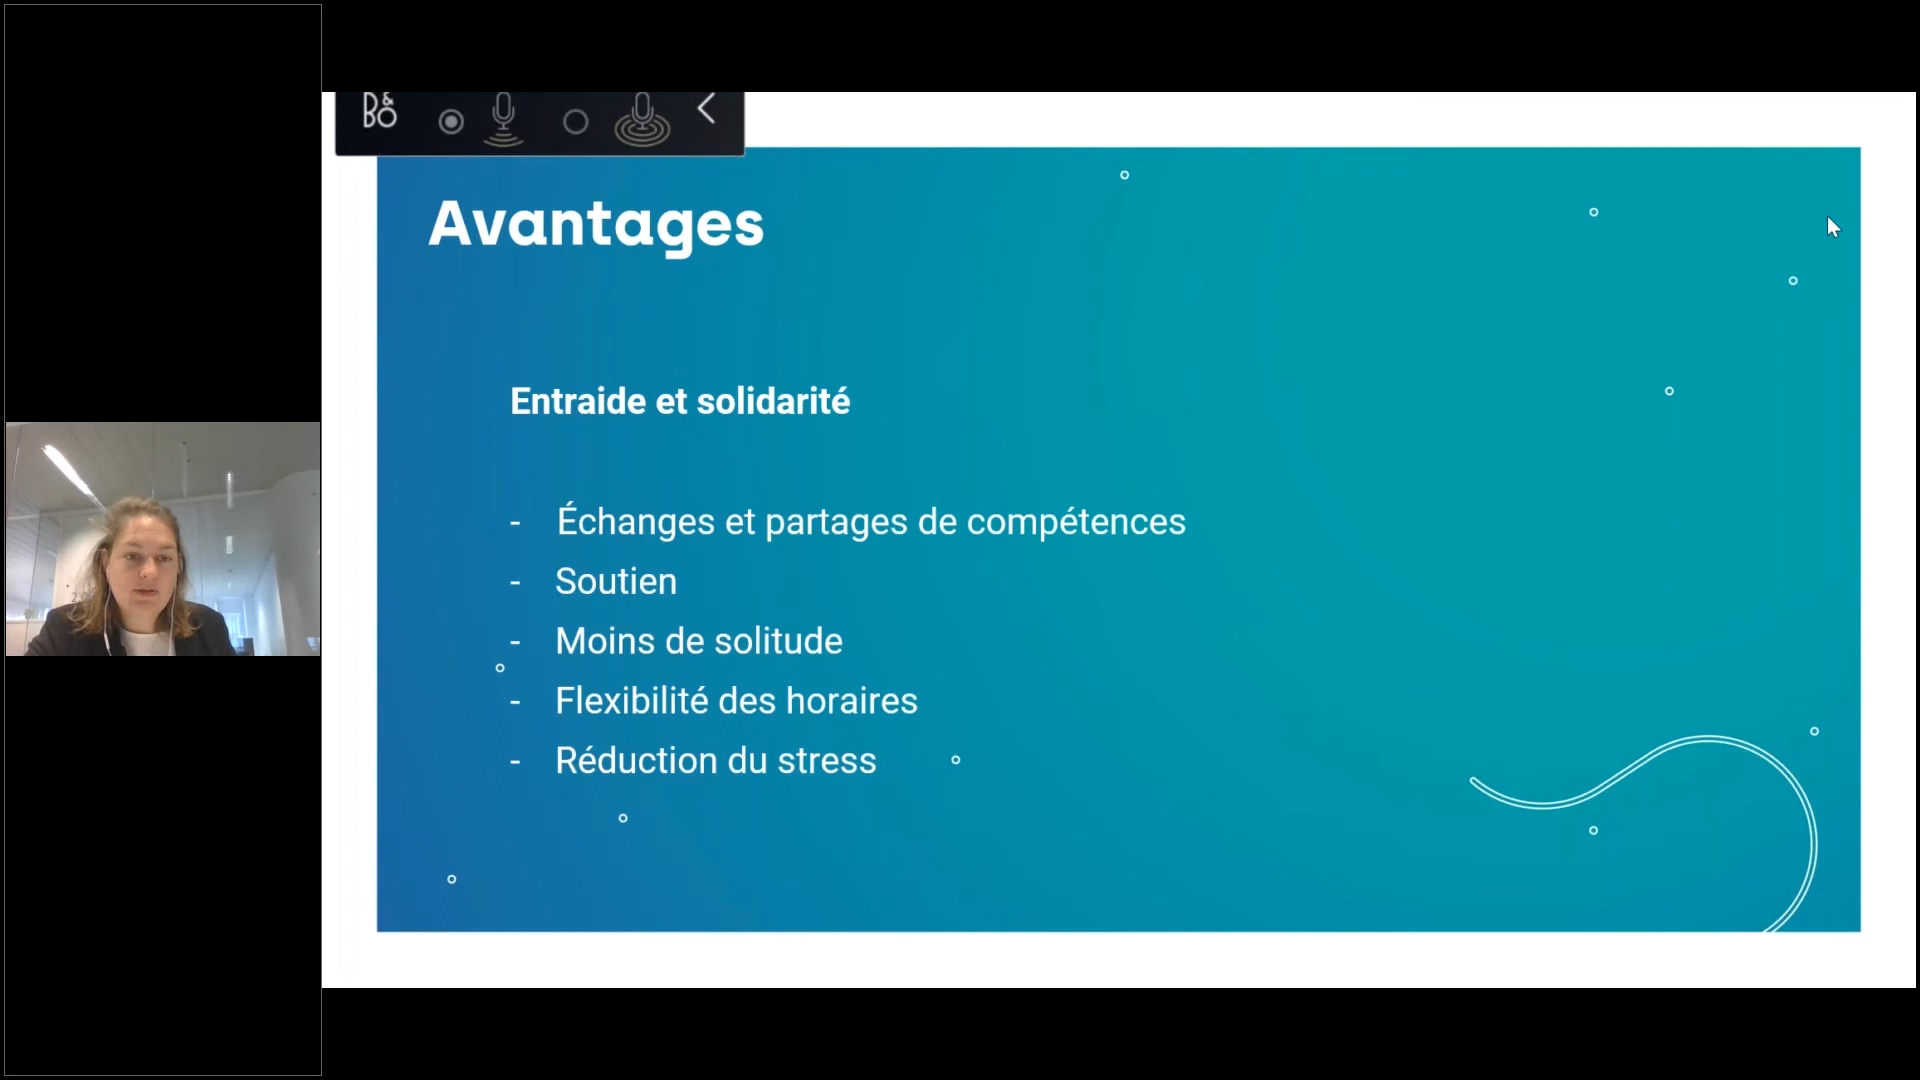 B&O
Avantages
Entraide et solidarité
- Échanges et partages de compétences
- Soutien
- Moins de solitude
- Flexibilité des horaires
- Réduction du stress